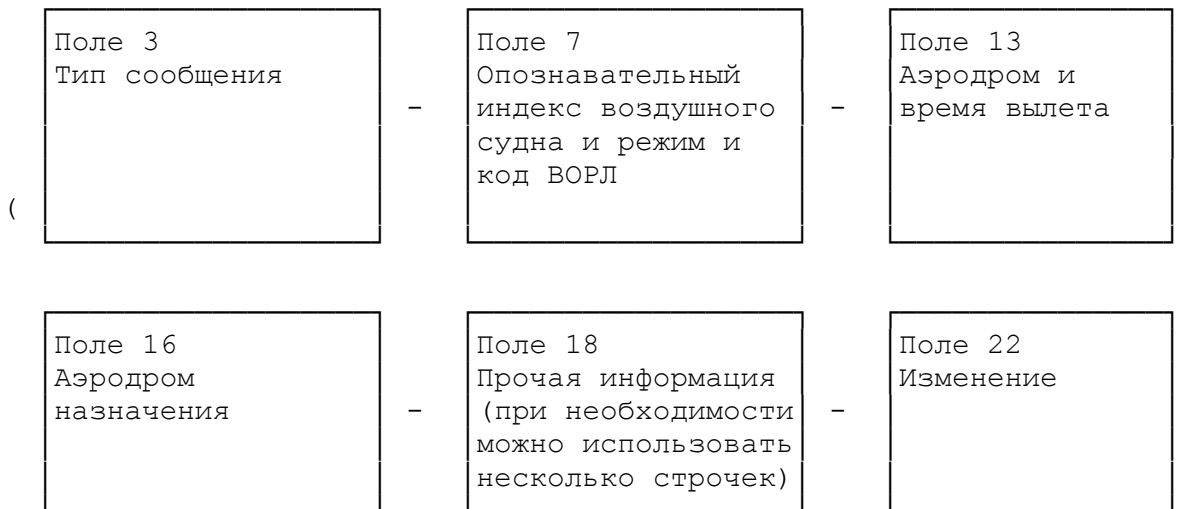 Поле 3
Тип сообщения
-
Поле 7
Опознавательный
индекс воздушного
судна и режим и
код ВОРЛ
-
Поле 13
Аэродром и
время вылета
(
Поле 16
Аэродром
назначения
-
Поле 18
Прочая информация
(при необходимости
можно использовать
несколько строчек)
-
Поле 22
Изменение